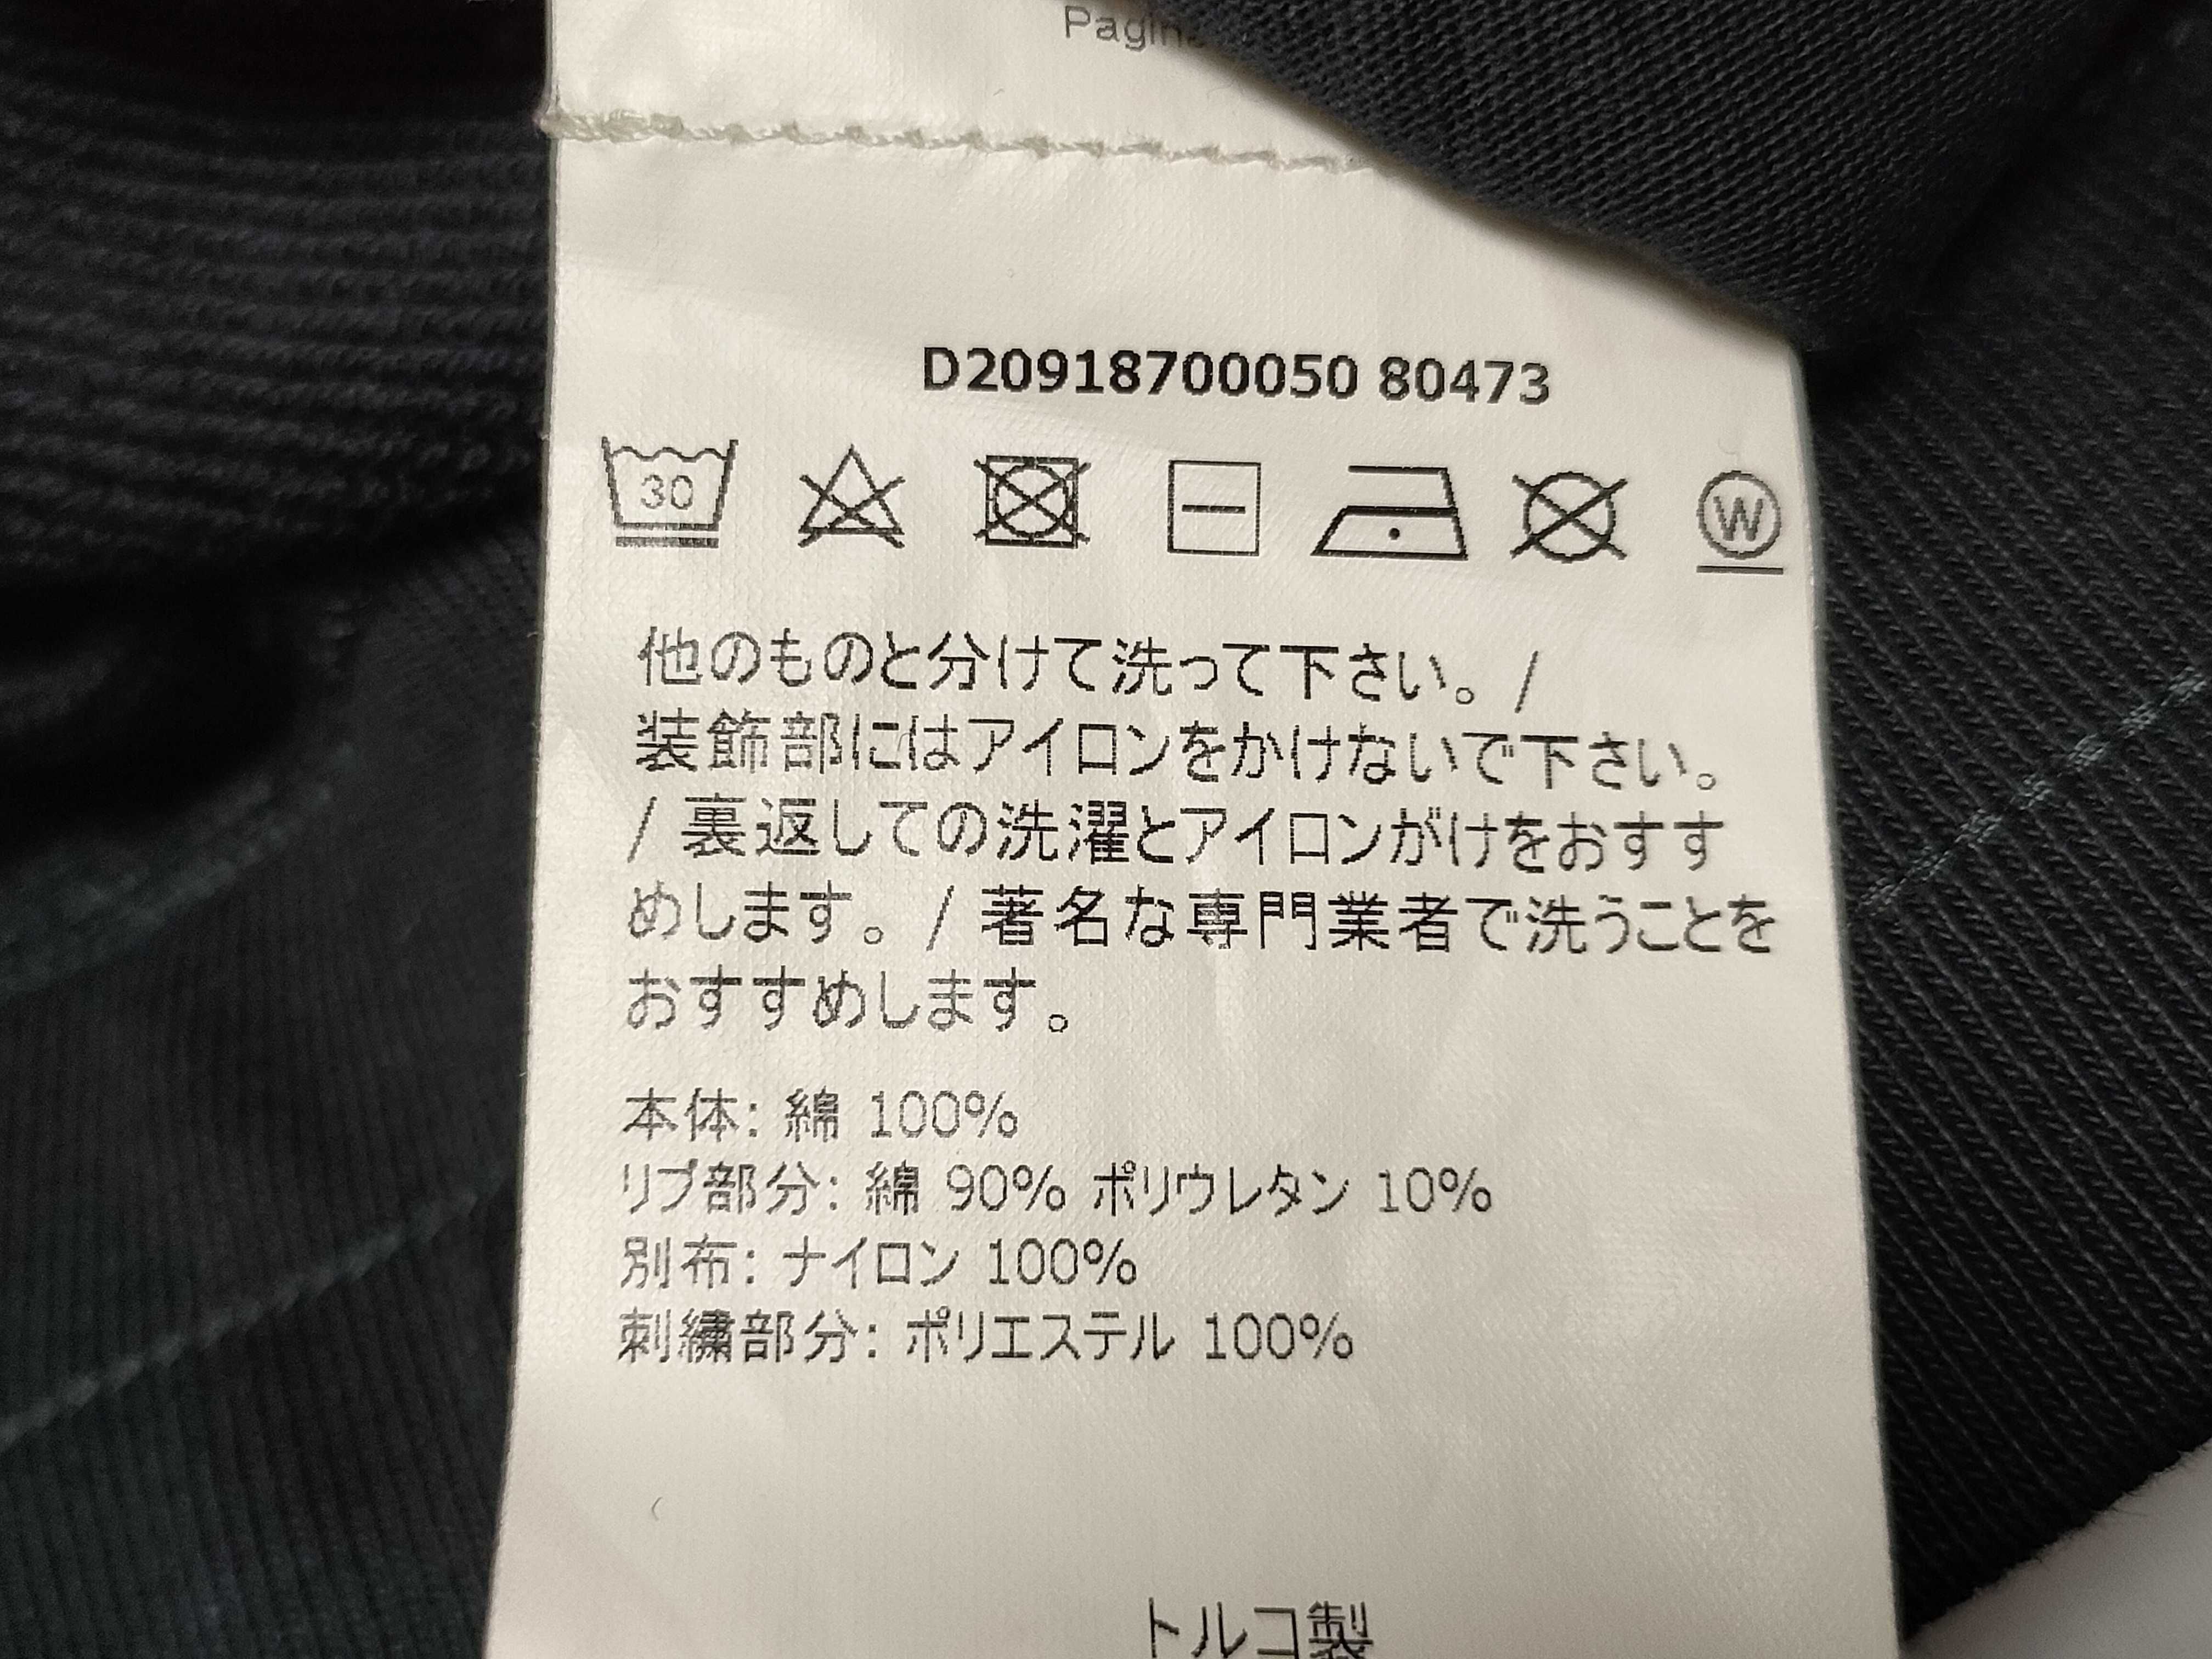 D20918700050 80473
30
W
他のものと分けて洗って下さい。 /
装飾部にはアイロンをかけないで下さい。
/ 裏返しての洗濯とアイロンがけをおすす
めします。 / 著名な専門業者で洗うことを
おすすめします。
本体: 綿 100%
リブ部分: 綿 90% ポリウレタン 10%
別布: ナイロン 100%
刺繍部分: ポリエステル 100%
トルコ製